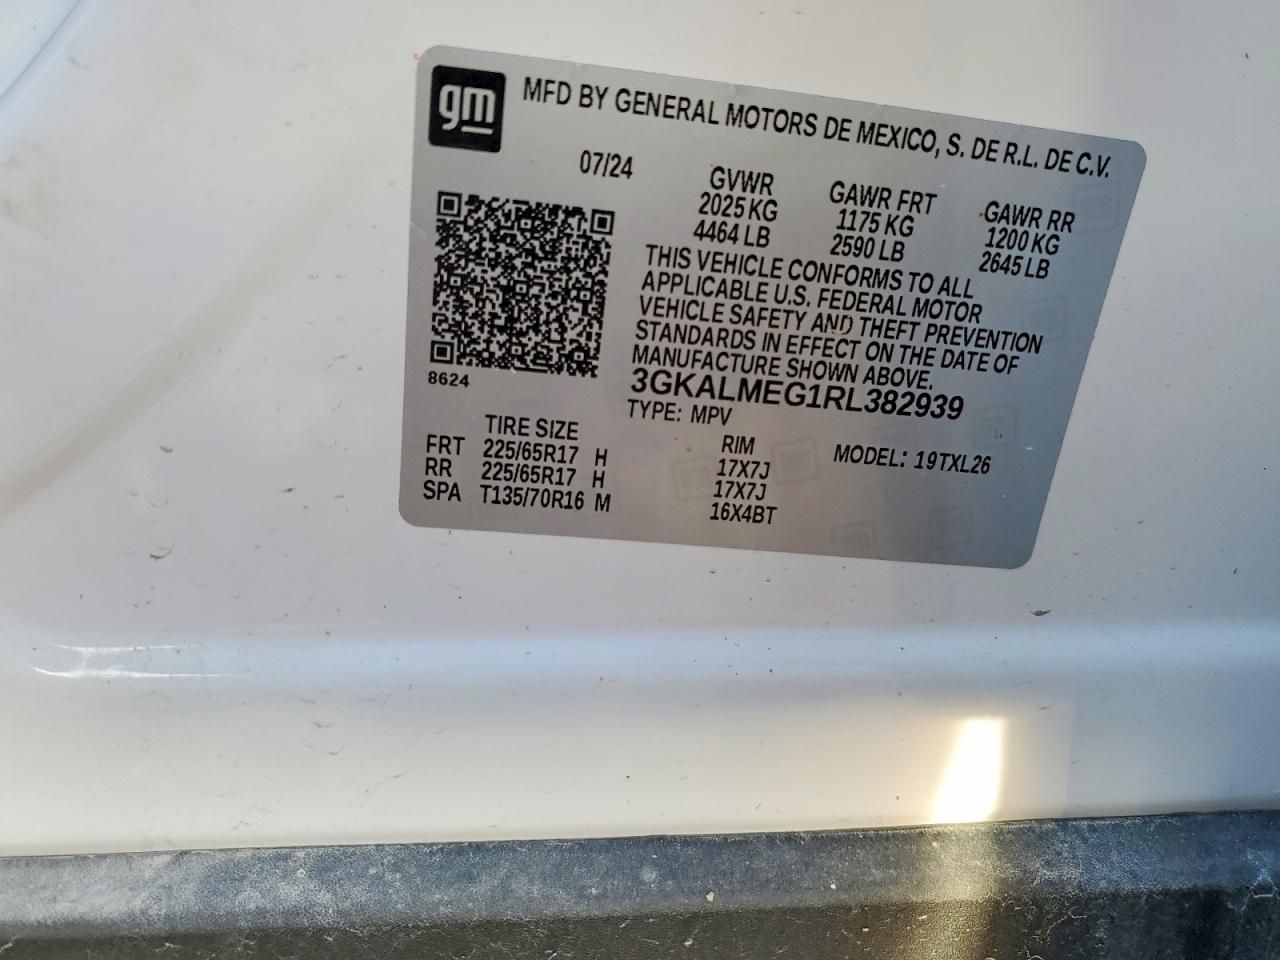 gm
MFD BY GENERAL MOTORS DE MEXICO, S. DE R.L. DE C.V.
07/24 GVWR GAWR FRT GAWR RR
2025 KG 1175 KG 1200 KG
4464 LB 2590 LB 2645 LB
THIS VEHICLE CONFORMS TO ALL
APPLICABLE U.S. FEDERAL MOTOR
VEHICLE SAFETY AND THEFT PREVENTION
STANDARDS IN EFFECT ON THE DATE OF
MANUFACTURE SHOWN ABOVE.
8624
3GKALMEG1RL382939
TYPE: MPV
TIRE SIZE RIM MODEL: 19TXL26
FRT 225/65R17 H 17X7J
RR 225/65R17 H 17X7J
SPA T135/70R16 M 16X4BT